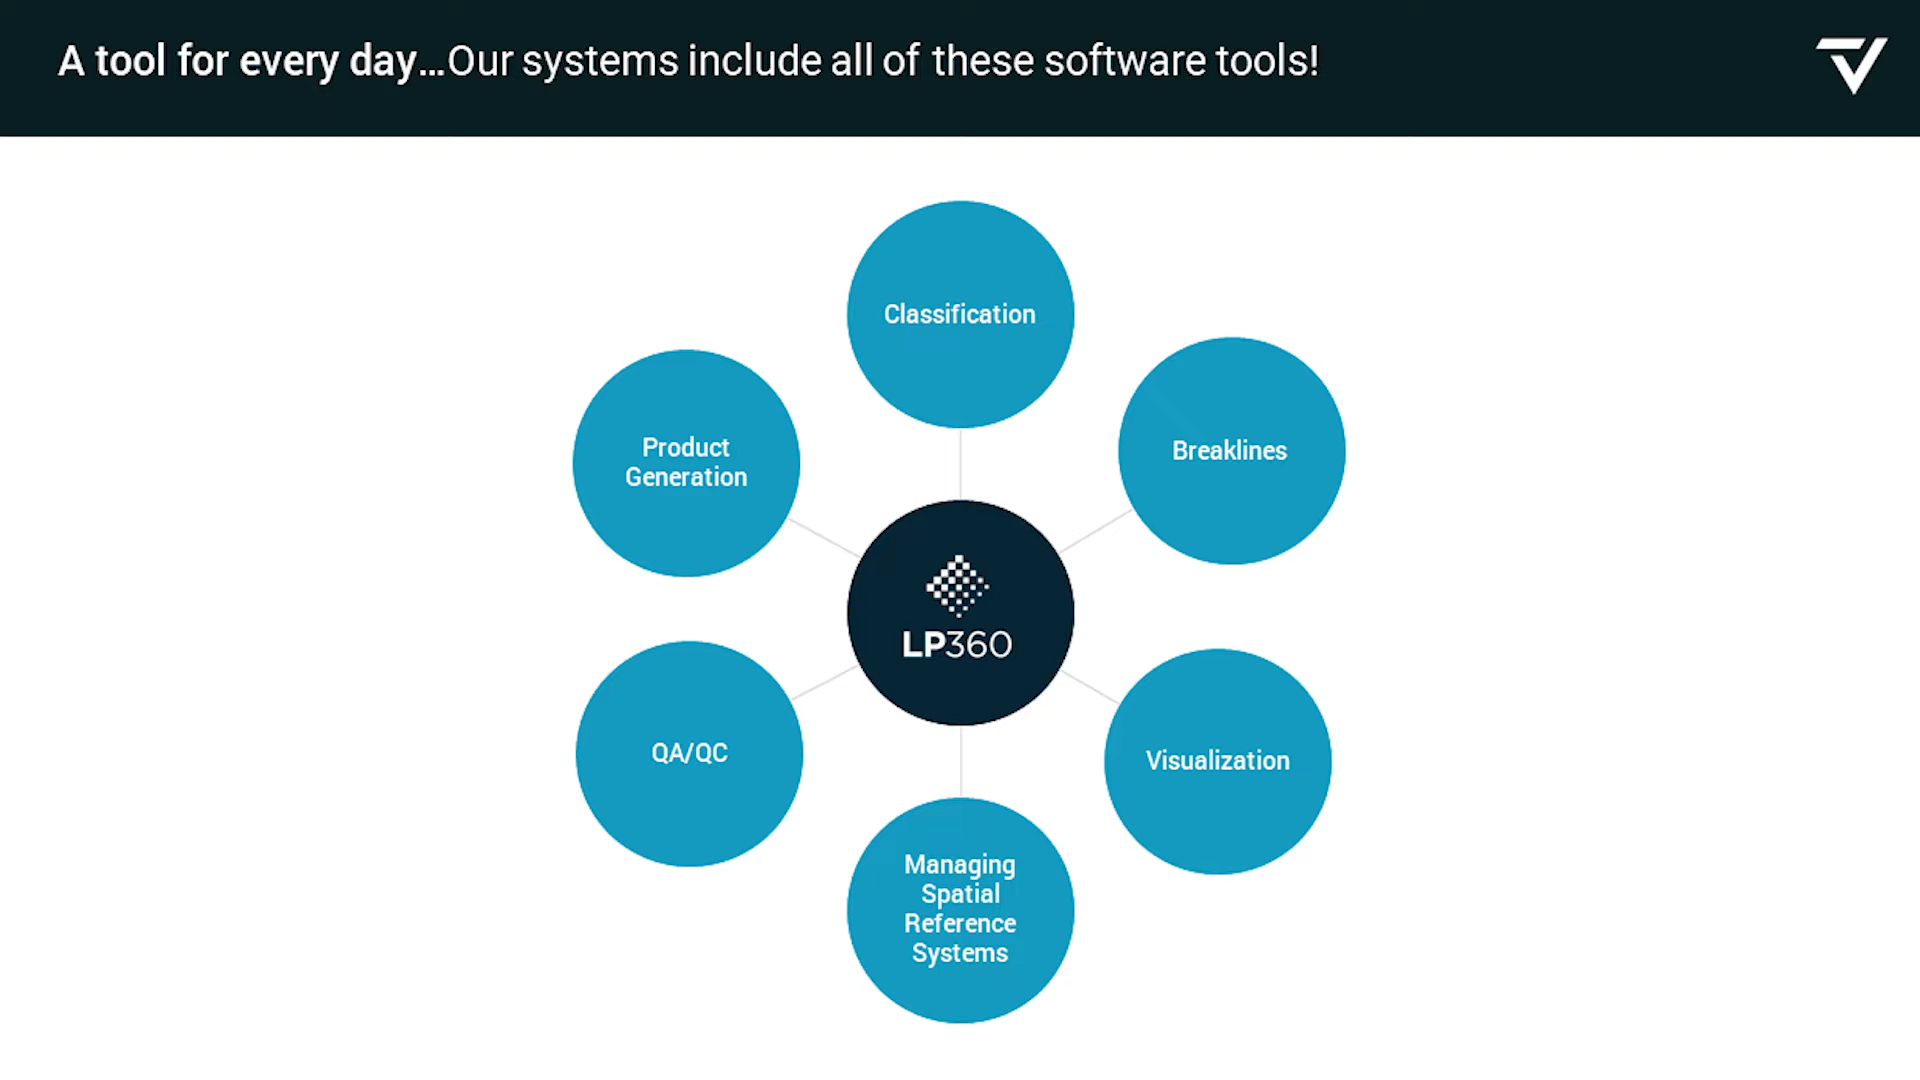 A tool for every day...Our systems include all of these software tools!
Classification
Breaklines
Product
Generation
LP360
QA/QC
Visualization
Managing
Spatial
Reference
Systems